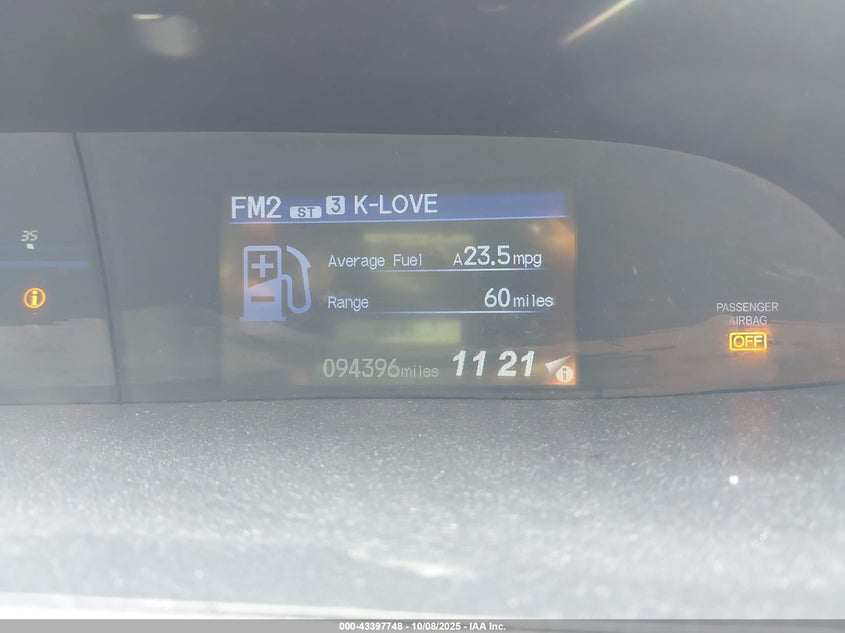 FM2 ST 3 K-LOVE
35
Average Fuel A23.5mpg
Range 60miles
PASSENGER
AIRBAG
OFF
094396miles 11 21
000-43397748 - 10/08/2025 - IAA Inc.